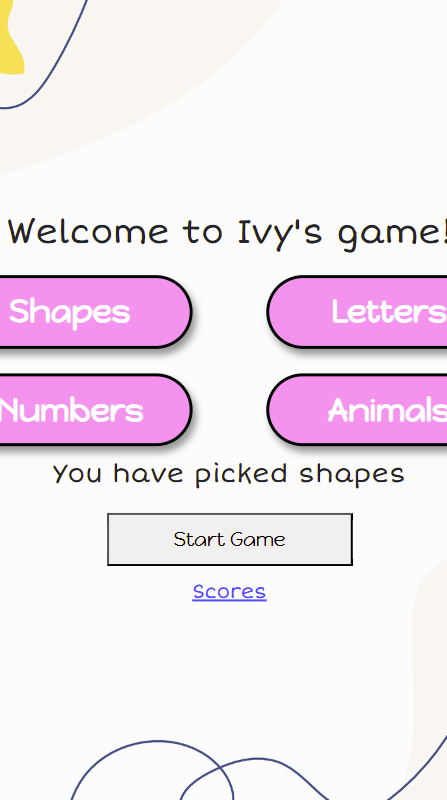 Welcome to Ivy's game!
Shapes Letters
Numbers Animals
You have picked shapes
Start Game
Scores